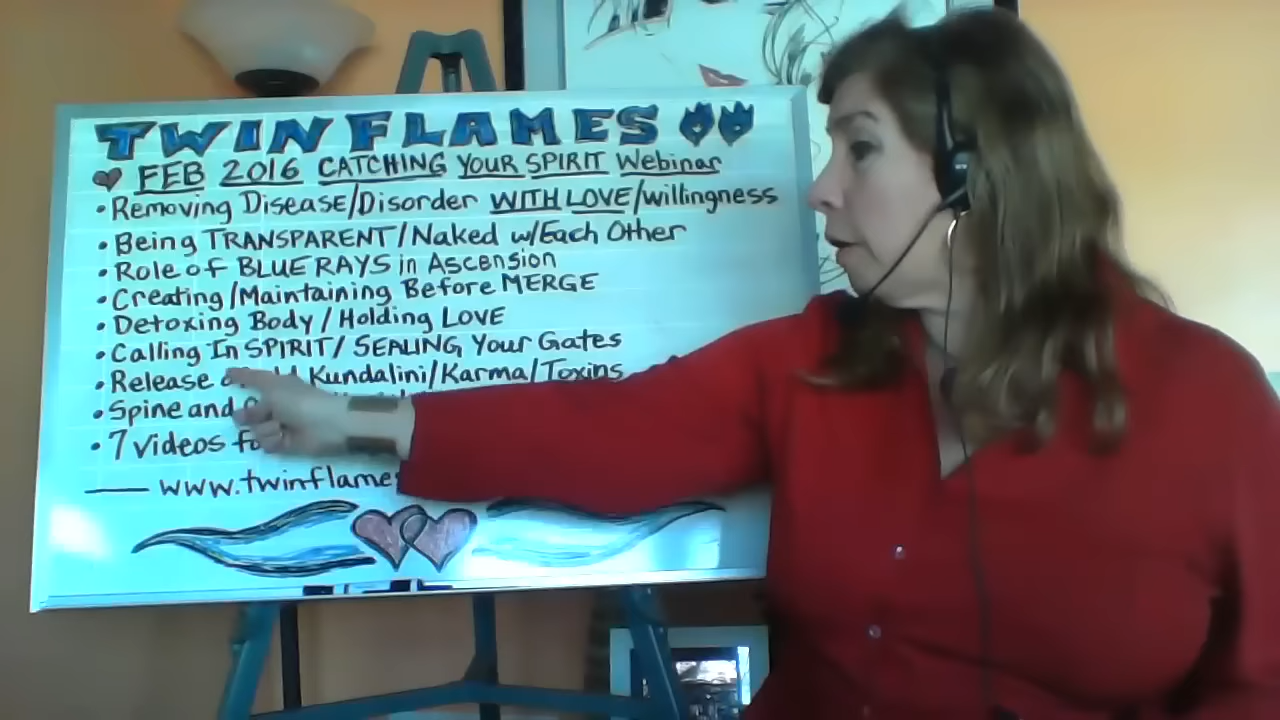 TWIN FLAMES
FEB 2016 CATCHING YOUR SPIRIT Webinar
• Removing Disease/Disorder WITH LOVE/willingness
• Being TRANSPARENT/Naked w/Each Other
• Role of BLUE RAYS in Ascension
• Creating/Maintaining Before MERGE
• Detoxing Body/Holding LOVE
• Calling In SPIRIT/SEALING Your Gates
• Release Kundalini/Karma/Toxins
• Spine and
• 7 Videos
www.twinflame